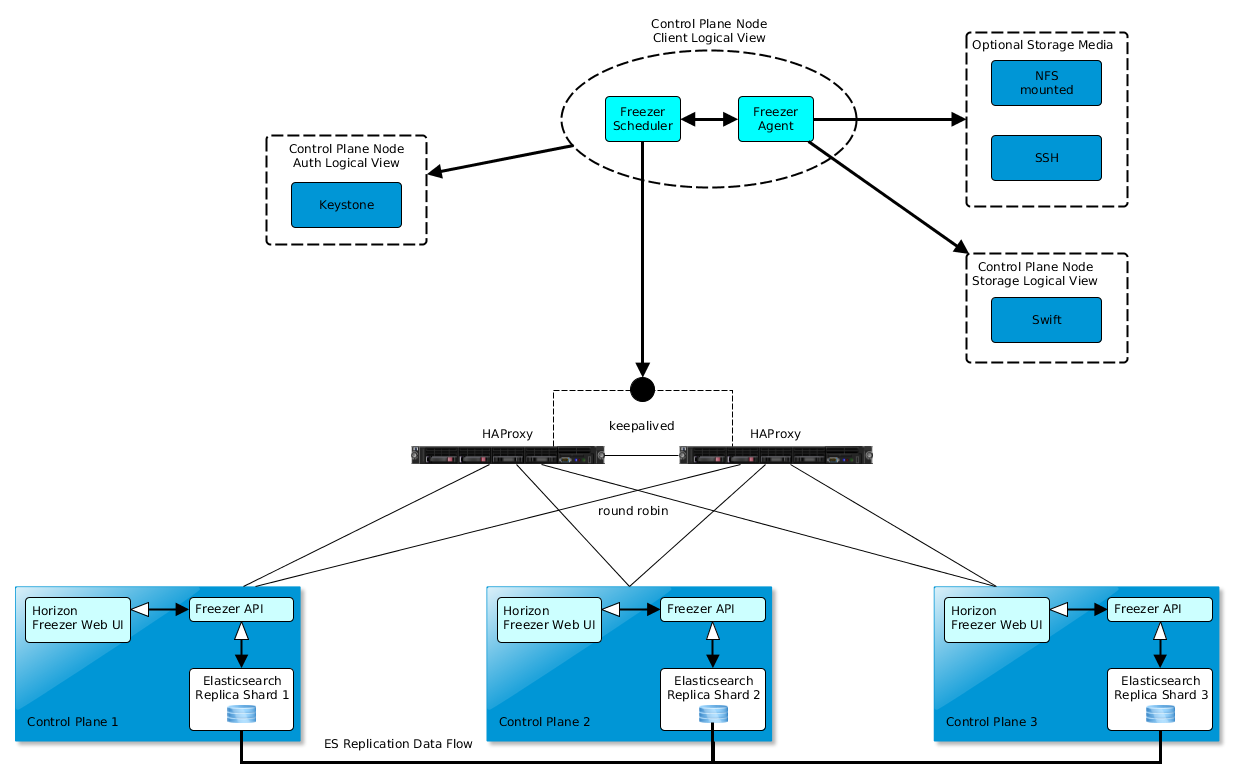 Control Plane Node
Client Logical View
Optional Storage Media
NFS
mounted
Freezer
Scheduler
Freezer
Agent
SSH
Control Plane Node
Auth Logical View
Keystone
Control Plane Node
Storage Logical View
Swift
keepalived
HAProxy
HAProxy
round robin
Horizon
Freezer Web UI
Freezer API
Elasticsearch
Replica Shard 1
Control Plane 1
Horizon
Freezer Web UI
Freezer API
Elasticsearch
Replica Shard 2
Control Plane 2
Horizon
Freezer Web UI
Freezer API
Elasticsearch
Replica Shard 3
Control Plane 3
ES Replication Data Flow